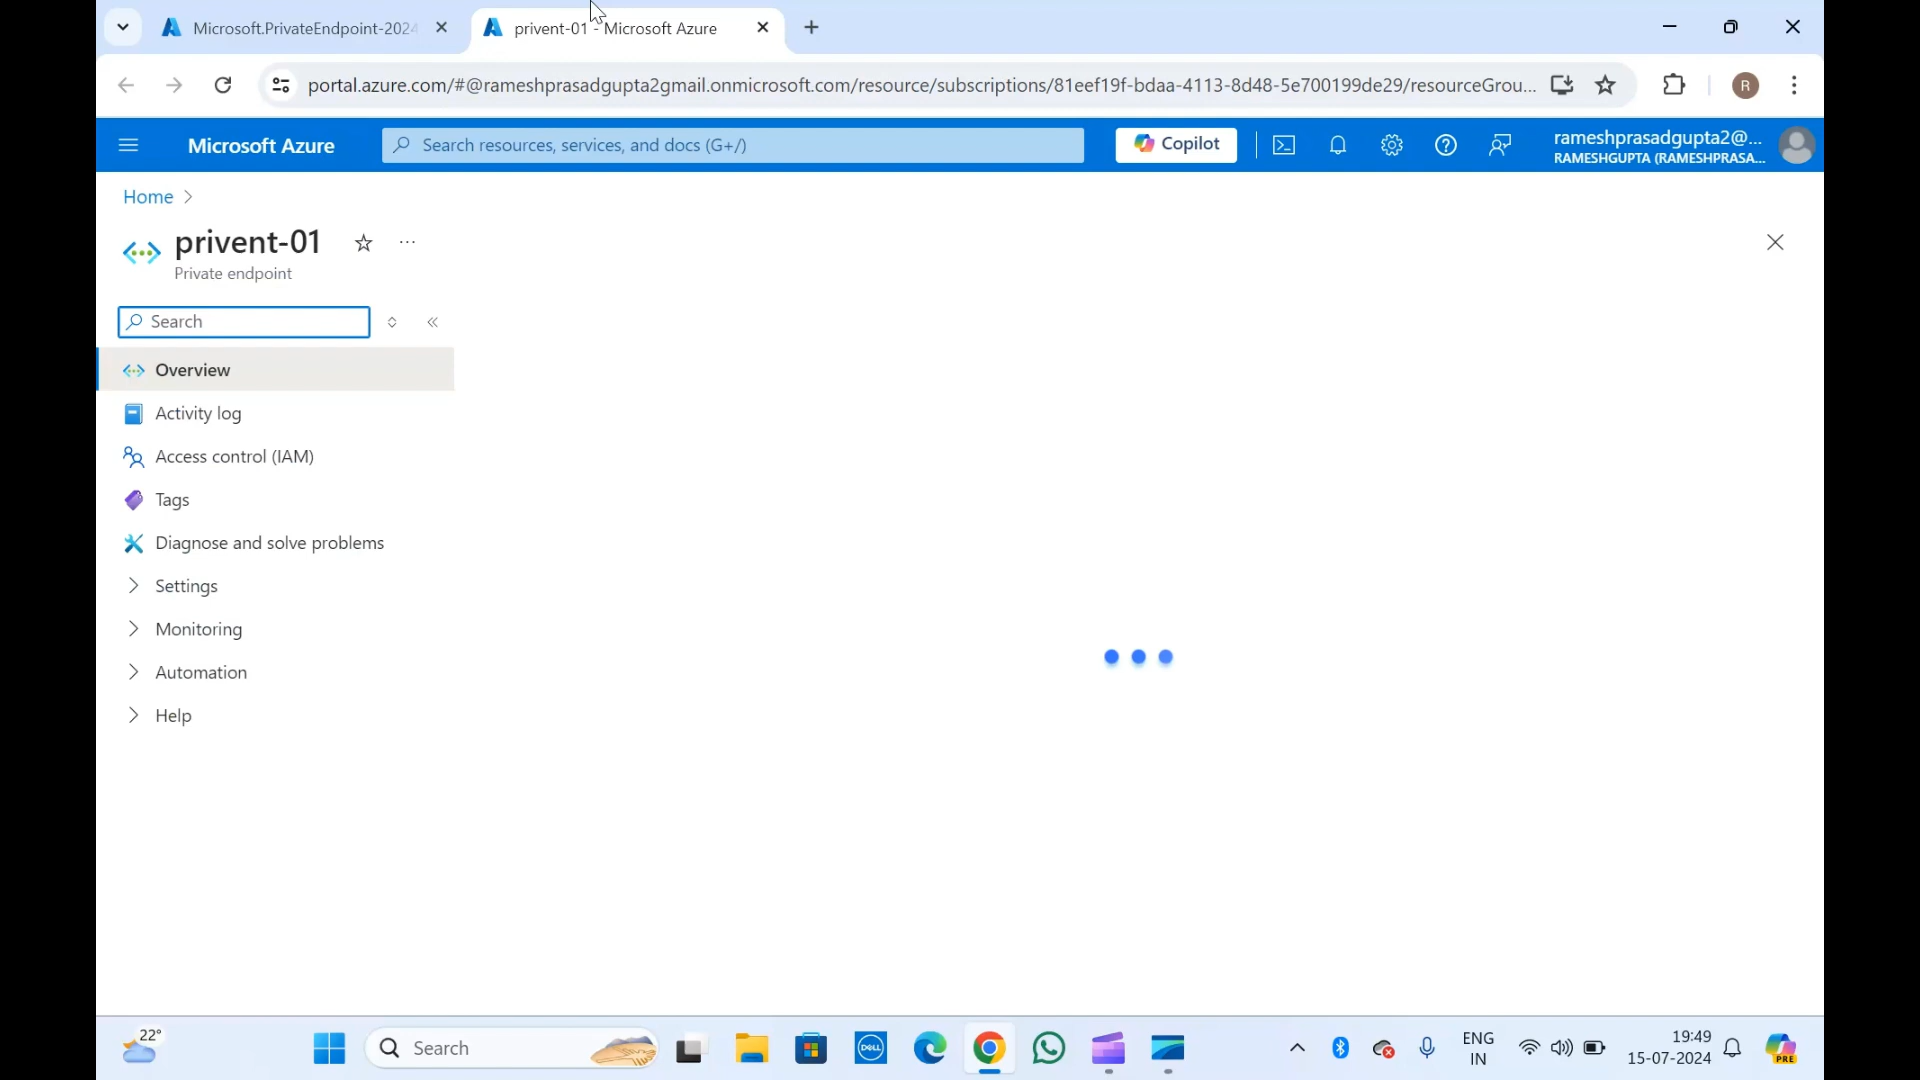 Microsoft.PrivateEndpoint-2024
privent-01 - Microsoft Azure
portal.azure.com/#@rameshprasadgupta2gmail.onmicrosoft.com/resource/subscriptions/81eef19f-bdaa-4113-8d48-5e700199de29/resourceGrou...
R
Microsoft Azure
Search resources, services, and docs (G+/)
Copilot
rameshprasadgupta2@...
RAMESHGUPTA (RAMESHPRASA...
Home
privent-01
Private endpoint
Search
Overview
Activity log
Access control (IAM)
Tags
Diagnose and solve problems
Settings
Monitoring
Automation
Help
22°
Search
DELL
ENG
IN
19:49
15-07-2024
PRE